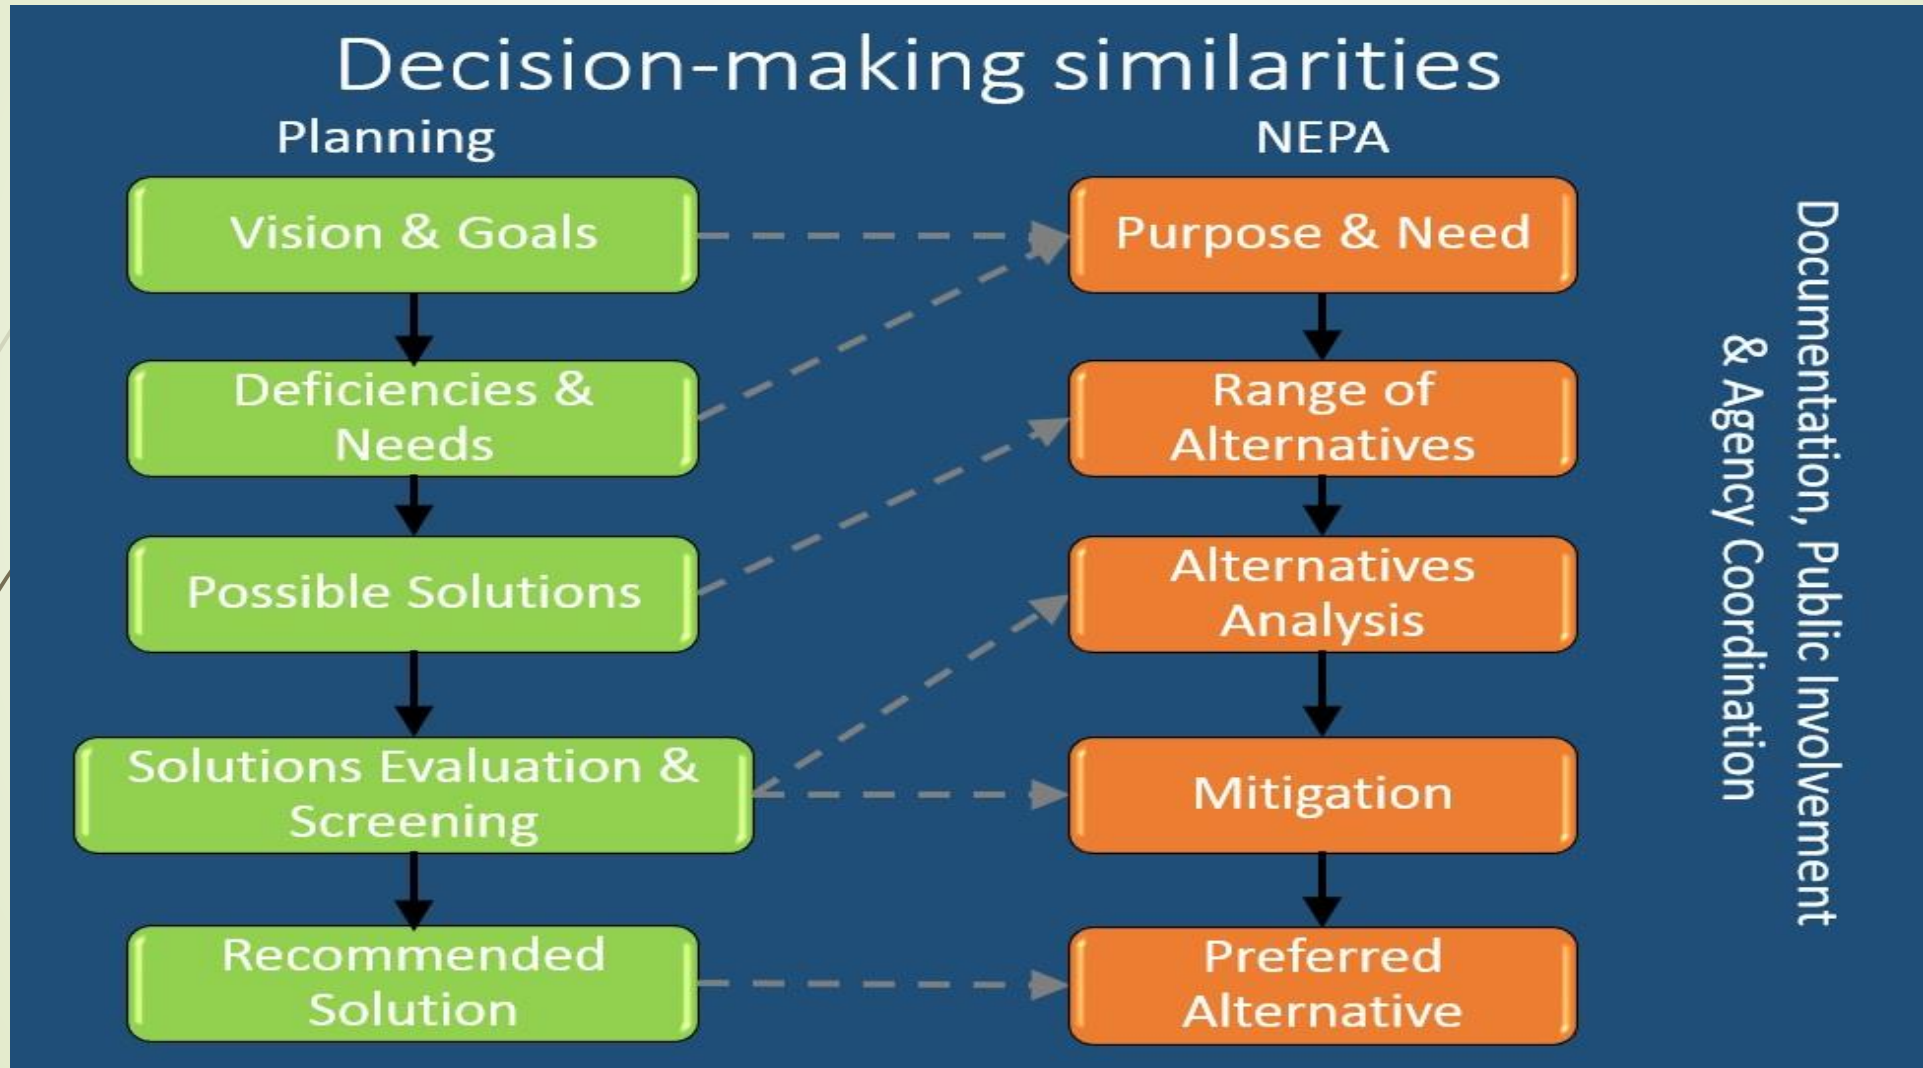 Decision-making similarities
Planning
NEPA
Vision & Goals
Purpose & Need
Deficiencies &
Needs
Range of
Alternatives
Possible Solutions
Alternatives
Analysis
Solutions Evaluation &
Screening
Mitigation
Recommended
Solution
Preferred
Alternative
Documentation, Public Involvement
& Agency Coordination